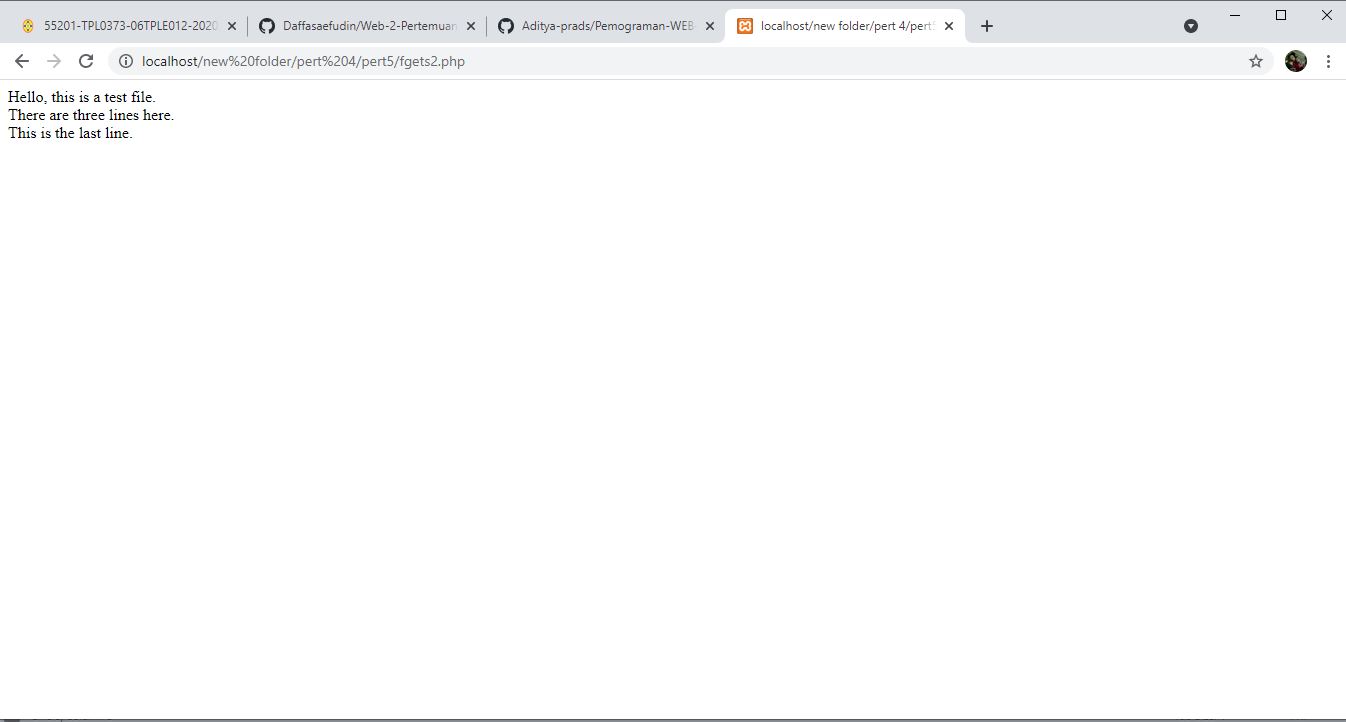 55201-TPL0373-06TPLE012-2020
Daffasaefudin/Web-2-Pertemuan
Aditya-prads/Pemograman-WEB-
localhost/new folder/pert 4/pert5
localhost/new%20folder/pert%204/pert5/fgets2.php
Hello, this is a test file.
There are three lines here.
This is the last line.